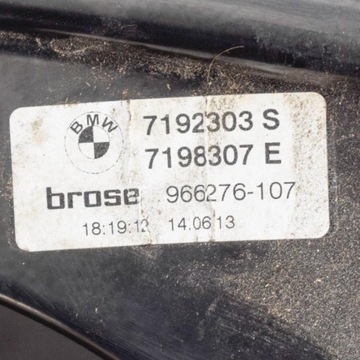 BMW
7192303 S
7198307 E
brose 966276-107
18:19:12 14.06.13